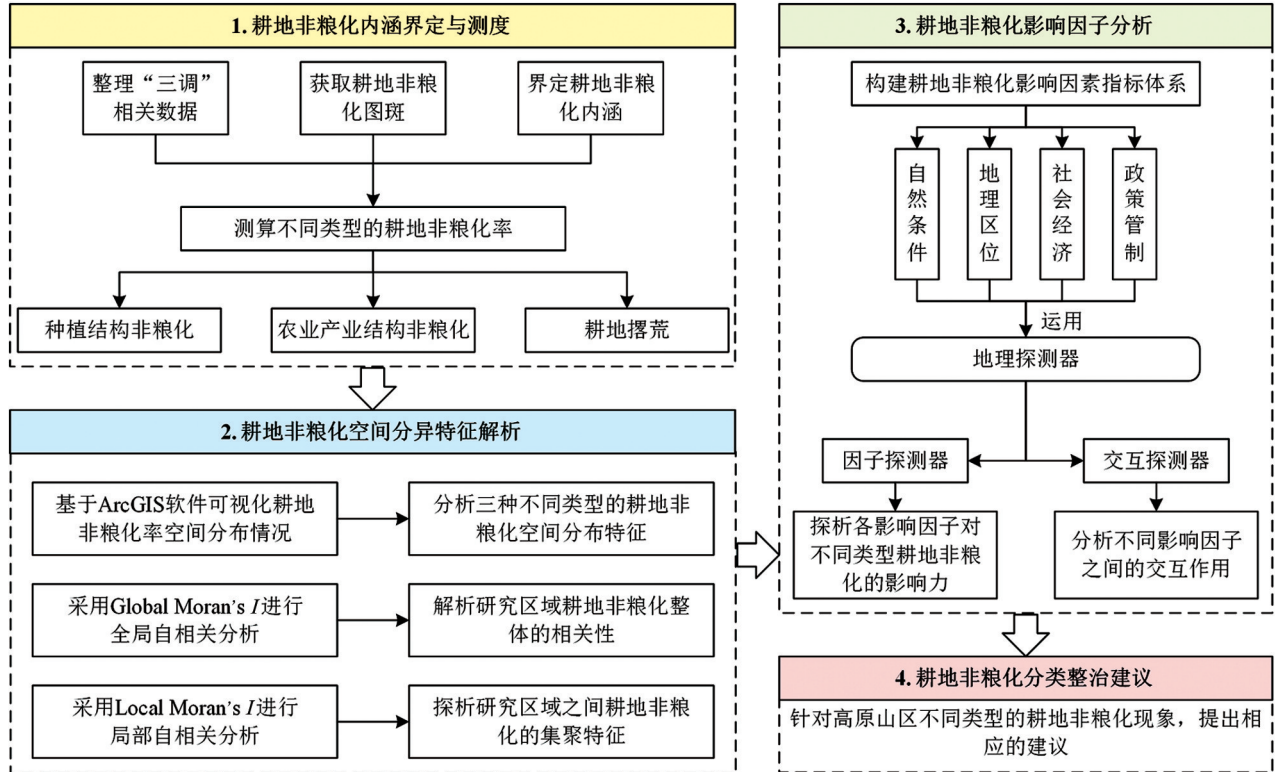 1. 耕地非粮化内涵界定与测度
整理“三调”
相关数据
获取耕地非粮
化图斑
界定耕地非粮
化内涵
测算不同类型的耕地非粮化率
种植结构非粮化
农业产业结构非粮化
耕地撂荒
2. 耕地非粮化空间分异特征解析
基于ArcGIS软件可视化耕地
非粮化率空间分布情况
分析三种不同类型的耕地非
粮化空间分布特征
采用Global Moran's I进行
全局自相关分析
解析研究区域耕地非粮化整
体的相关性
采用Local Moran's I进行
局部自相关分析
探析研究区域之间耕地非粮
化的集聚特征
3. 耕地非粮化影响因子分析
构建耕地非粮化影响因素指标体系
自然条件
地理区位
社会经济
政策管制
运用
地理探测器
因子探测器
交互探测器
探析各影响因子对
不同类型耕地非粮
化的影响力
分析不同影响因子
之间的交互作用
4. 耕地非粮化分类整治建议
针对高原山区不同类型的耕地非粮化现象，提出相
应的建议